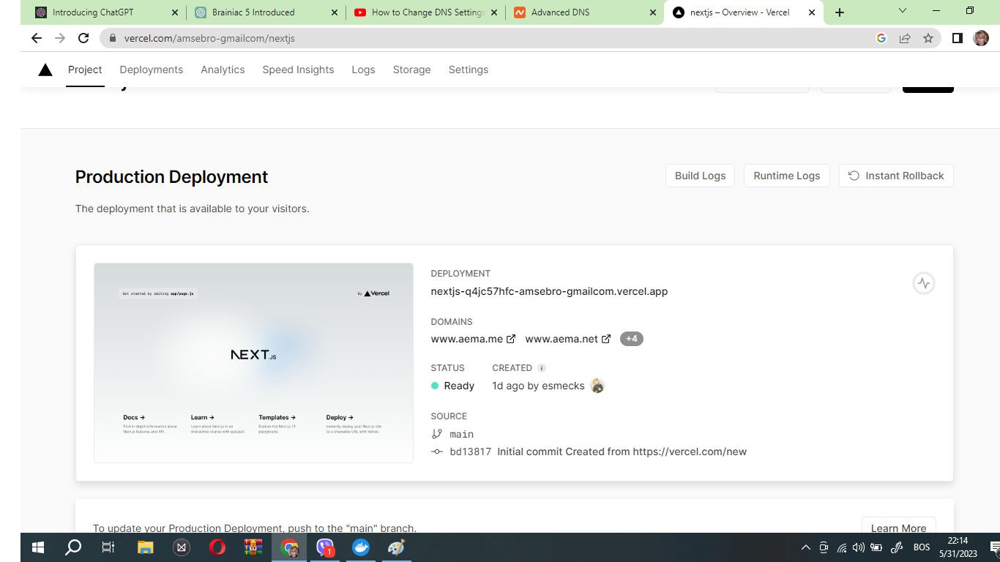 Introducing ChatGPT
Brainiac 5 Introduced
How to Change DNS Settings
Advanced DNS
nextjs – Overview - Vercel
vercel.com/amsebro-gmailcom/nextjs
Project Deployments Analytics Speed Insights Logs Storage Settings
Production Deployment
Build Logs
Runtime Logs
Instant Rollback
The deployment that is available to your visitors.
Get started by editing app/page.js
By Vercel
NEXT.JS
Docs ->
Find in-depth information about
Next.js features and API.
Learn ->
Learn about Next.js in an
interactive course with quizzes!
Templates ->
Explore the Next.js 13
playground.
Deploy ->
Instantly deploy your Next.js site
to a shareable URL with Vercel.
DEPLOYMENT
nextjs-q4jc57hfc-amsebro-gmailcom.vercel.app
DOMAINS
www.aema.me www.aema.net +4
STATUS CREATED
Ready 1d ago by esmecks
SOURCE
main
bd13817 Initial commit Created from https://vercel.com/new
To update your Production Deployment, push to the "main" branch.
Learn More
1
BOS
22:14
5/31/2023